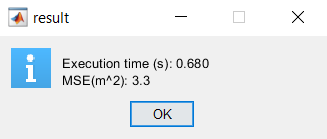 result
Execution time (s): 0.680
MSE(m^2): 3.3
OK